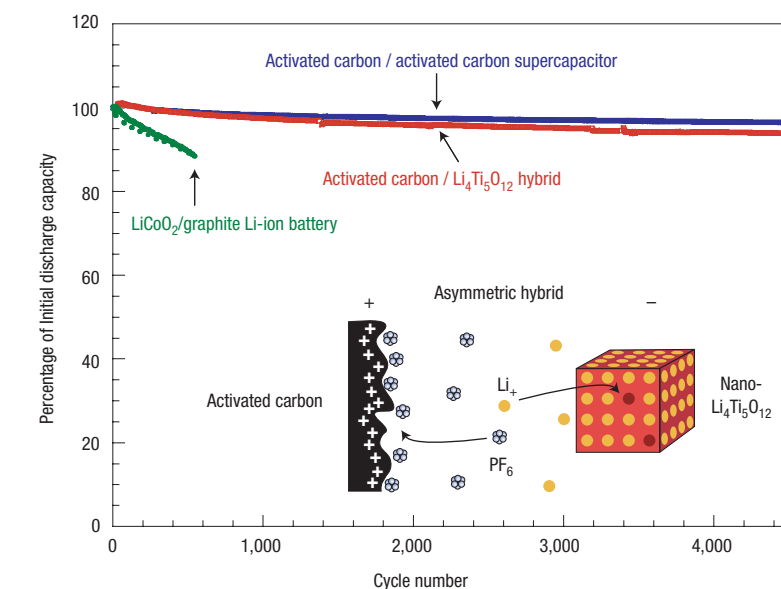 120
100
80
60
40
20
0
Percentage of Initial discharge capacity
Activated carbon / activated carbon supercapacitor
Activated carbon / Li₄Ti₅O₁₂ hybrid
LiCoO₂/graphite Li-ion battery
Asymmetric hybrid
+
–
Activated carbon
+ + + + + + + + + + + + + + + +
Li₊
PF₆
Nano-
Li₄Ti₅O₁₂
0
1,000
2,000
3,000
4,000
Cycle number